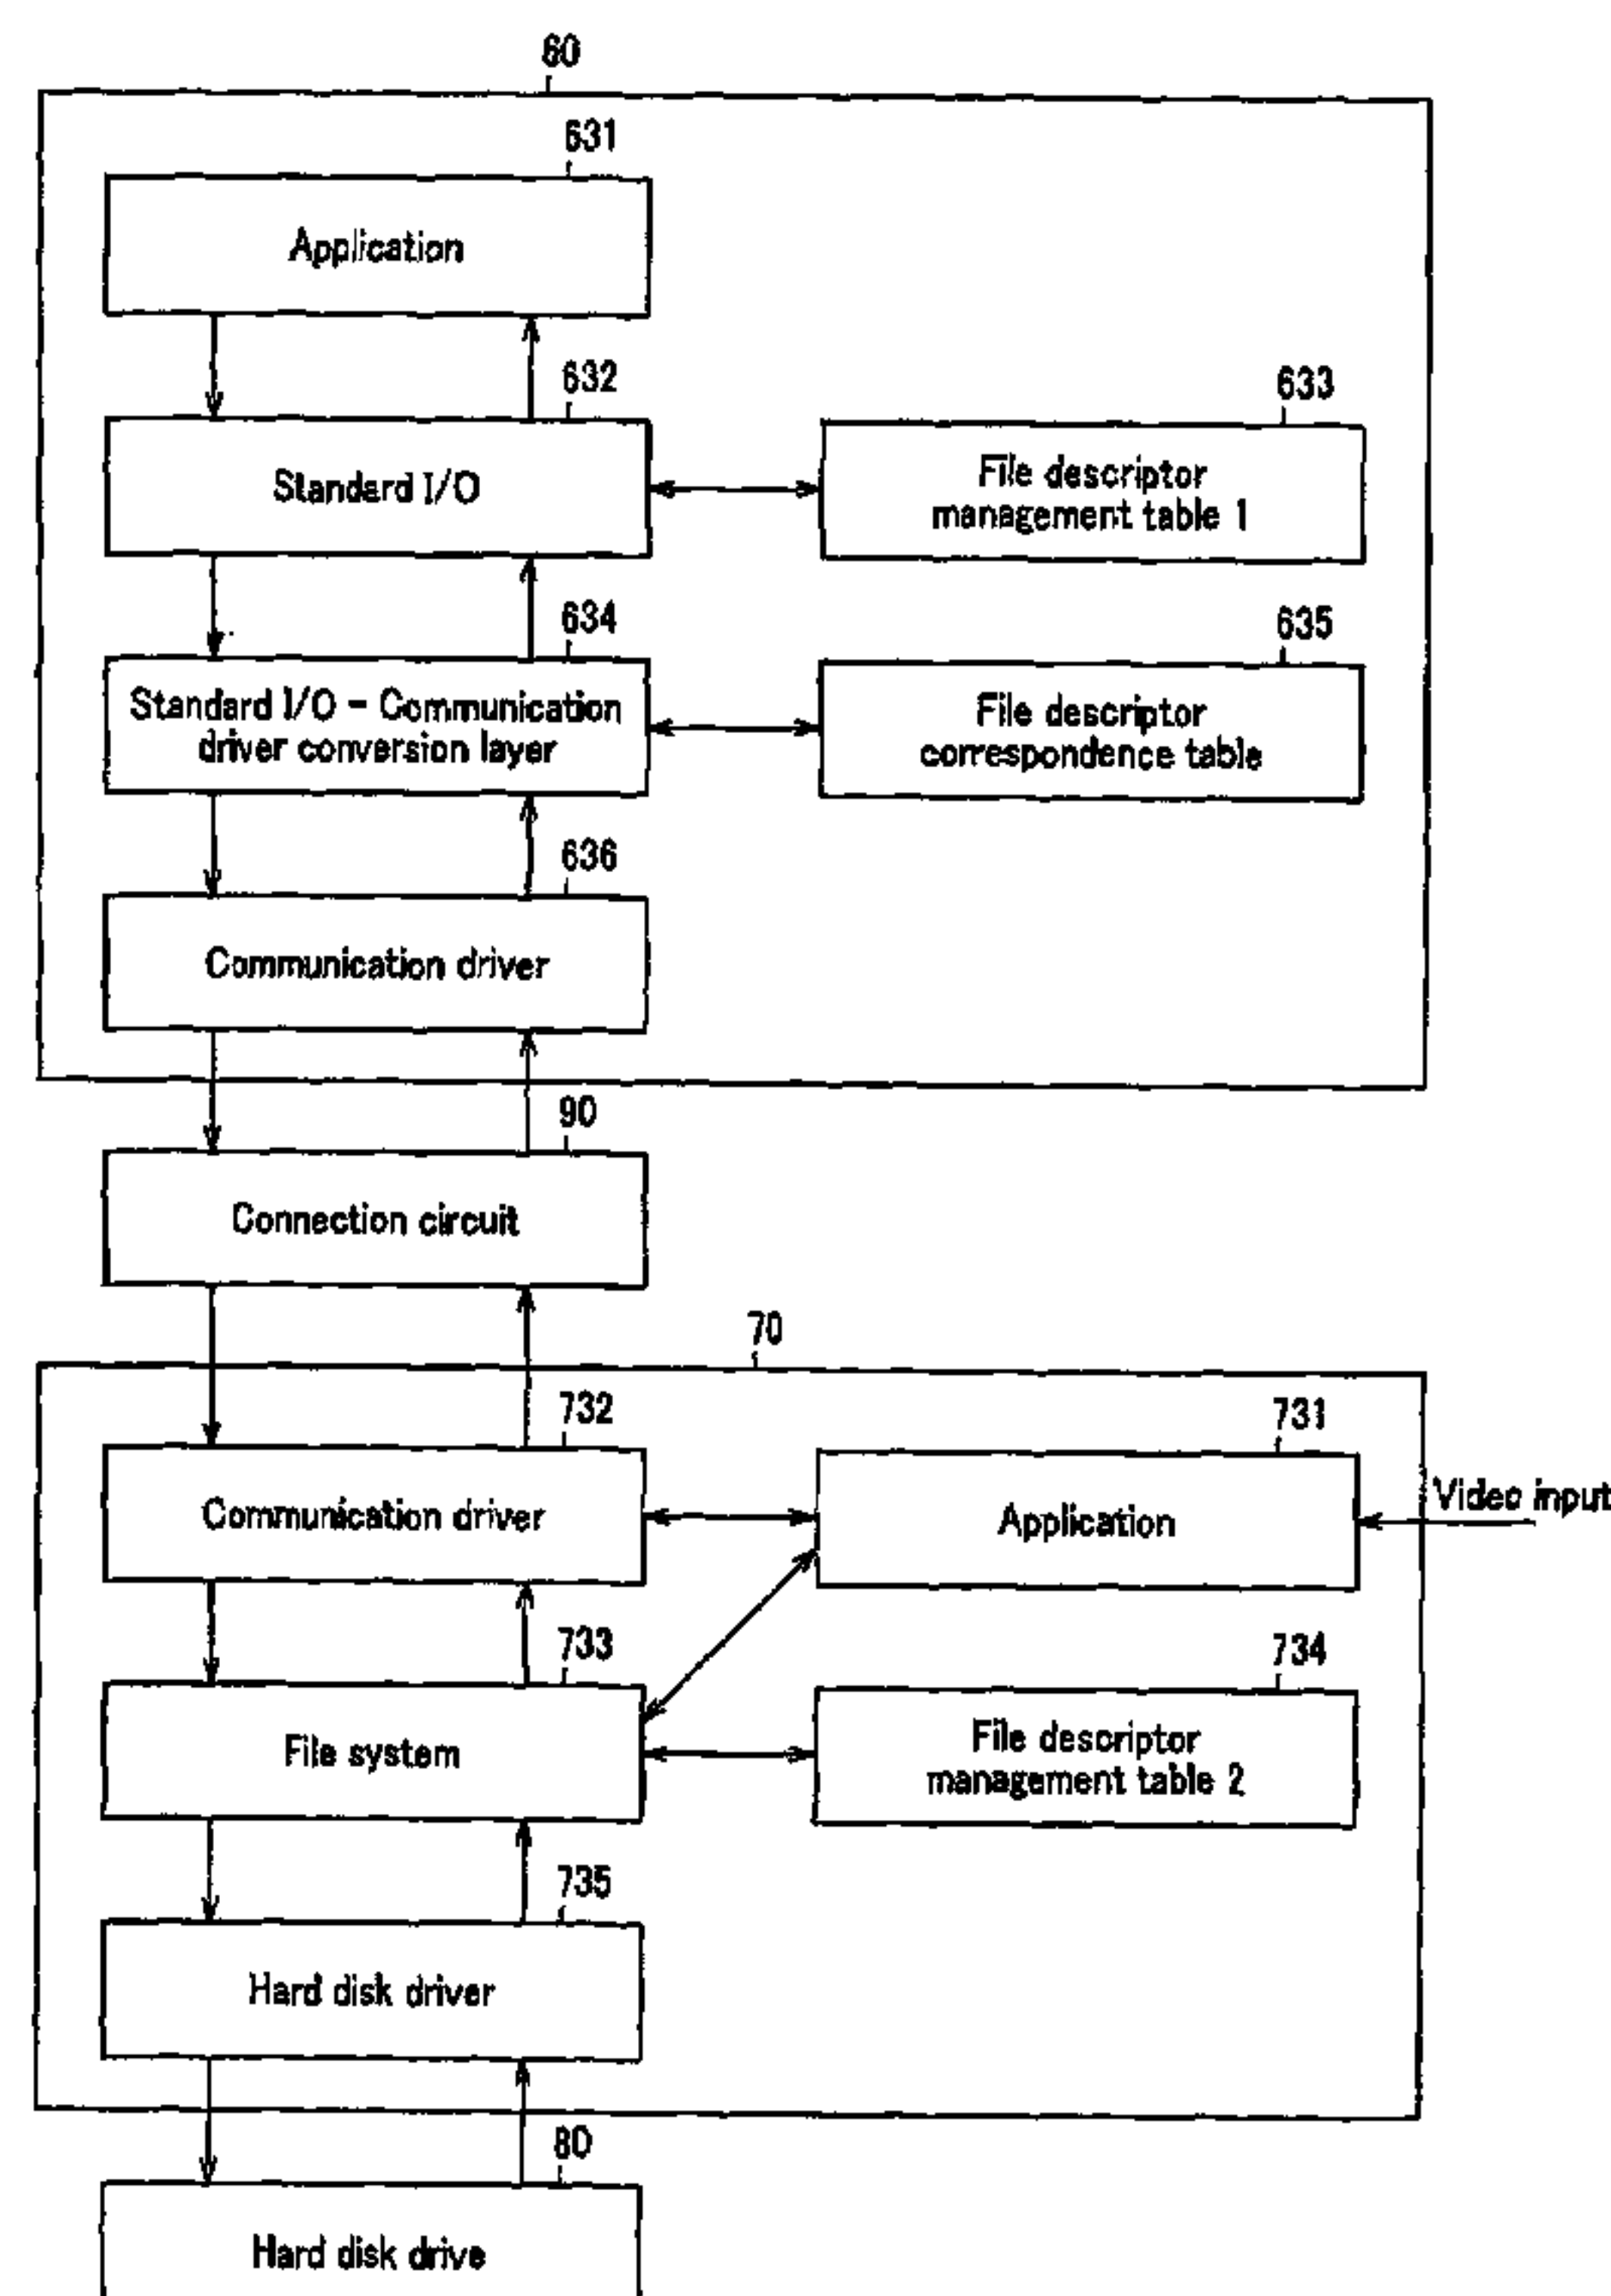 60
631
Application
632
Standard I/O
633
File descriptor
management table 1
634
Standard I/O - Communication
driver conversion layer
635
File descriptor
correspondence table
636
Communication driver
90
Connection circuit
70
732
Communication driver
731
Application
Video input
733
File system
734
File descriptor
management table 2
735
Hard disk driver
80
Hard disk drive